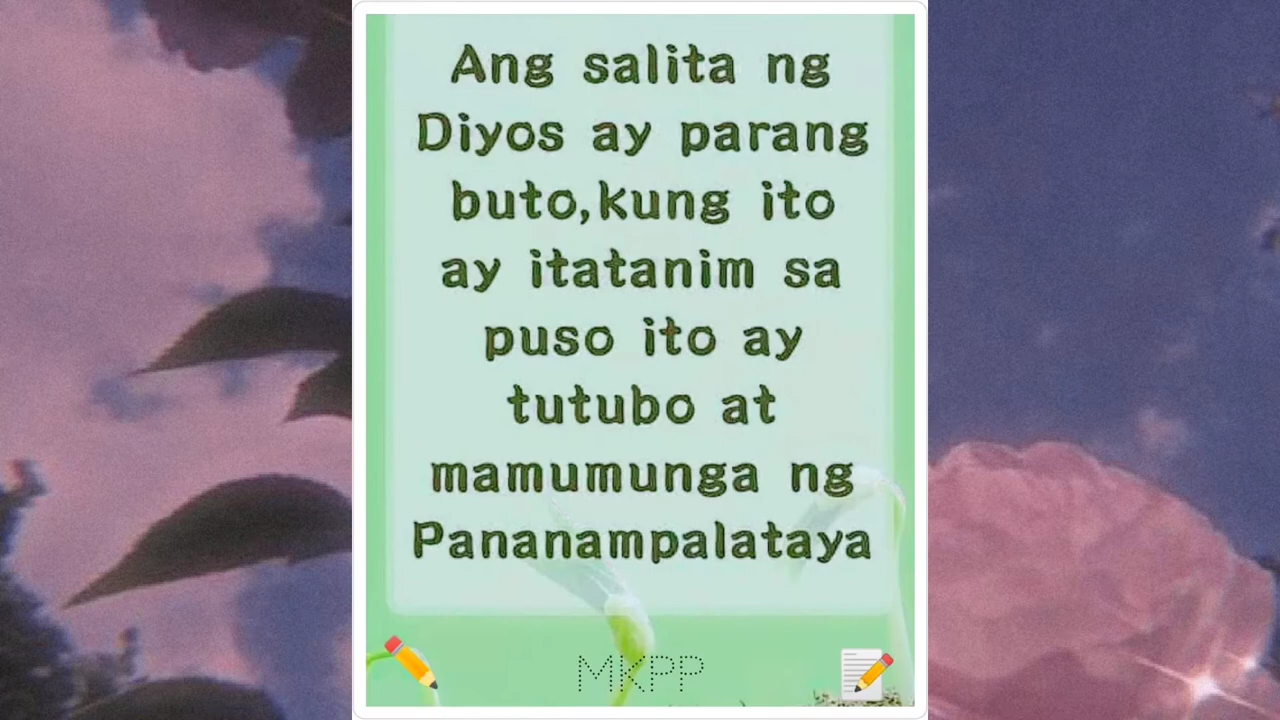 Ang salita ng
Diyos ay parang
buto,kung ito
ay itatanim sa
puso ito ay
tutubo at
mamumunga ng
Pananampalataya
MKPP